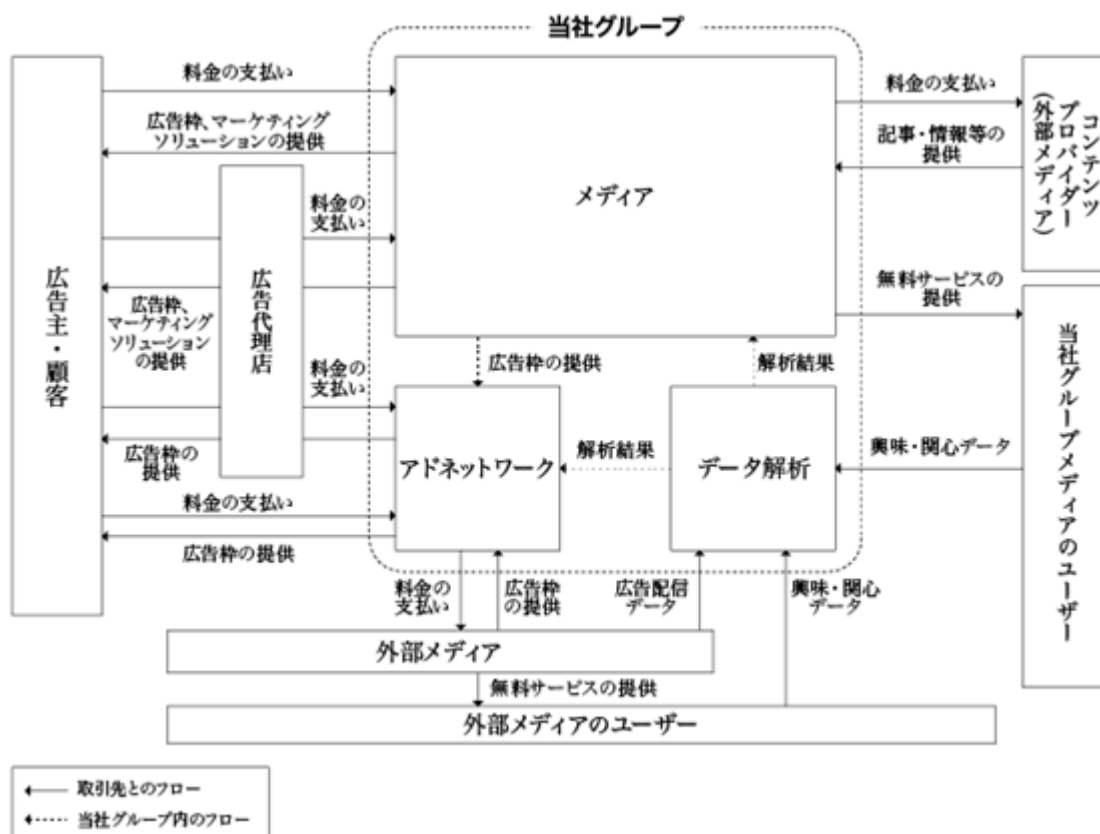 当社グループ
料金の支払い
広告枠、マーケティング
ソリューションの提供
広告主・顧客
広告代理店
料金の
支払い
広告枠、
マーケティング
ソリューション
の提供
料金の
支払い
広告枠の
提供
料金の支払い
広告枠の提供
メディア
広告枠の提供
解析結果
アドネットワーク
解析結果
データ解析
料金の支払い
記事・情報等の
提供
コンテンツ
プロバイダー
(外部メディア)
無料サービスの
提供
興味・関心データ
当社グループメディアのユーザー
料金の
支払い
広告枠
の提供
広告配信
データ
興味・関心
データ
外部メディア
無料サービスの提供
外部メディアのユーザー
取引先とのフロー
当社グループ内のフロー